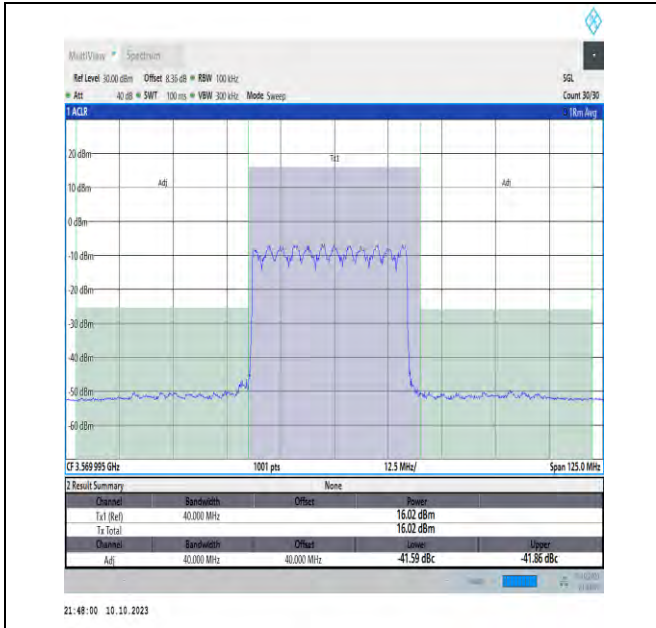 MultiView Spectrum
Ref Level 30.00 dBm Offset 8.36 dB RBW 100 kHz SGL
Att 40 dB SWT 100 ms VBW 300 kHz Mode Sweep Count 30/30
1 ACLR 1Rm Avg
20 dBm
Tx1
Adj Adj
10 dBm
0 dBm
-10 dBm
-20 dBm
-30 dBm
-40 dBm
-50 dBm
-60 dBm
CF 3.569 995 GHz 1001 pts 12.5 MHz/ Span 125.0 MHz
2 Result Summary None
Channel Bandwidth Offset Power
Tx1 (Ref) 40.000 MHz 16.02 dBm
Tx Total 16.02 dBm
Channel Bandwidth Offset Lower Upper
Adj 40.000 MHz 40.000 MHz -41.59 dBc -41.86 dBc
21:48:00 10.10.2023